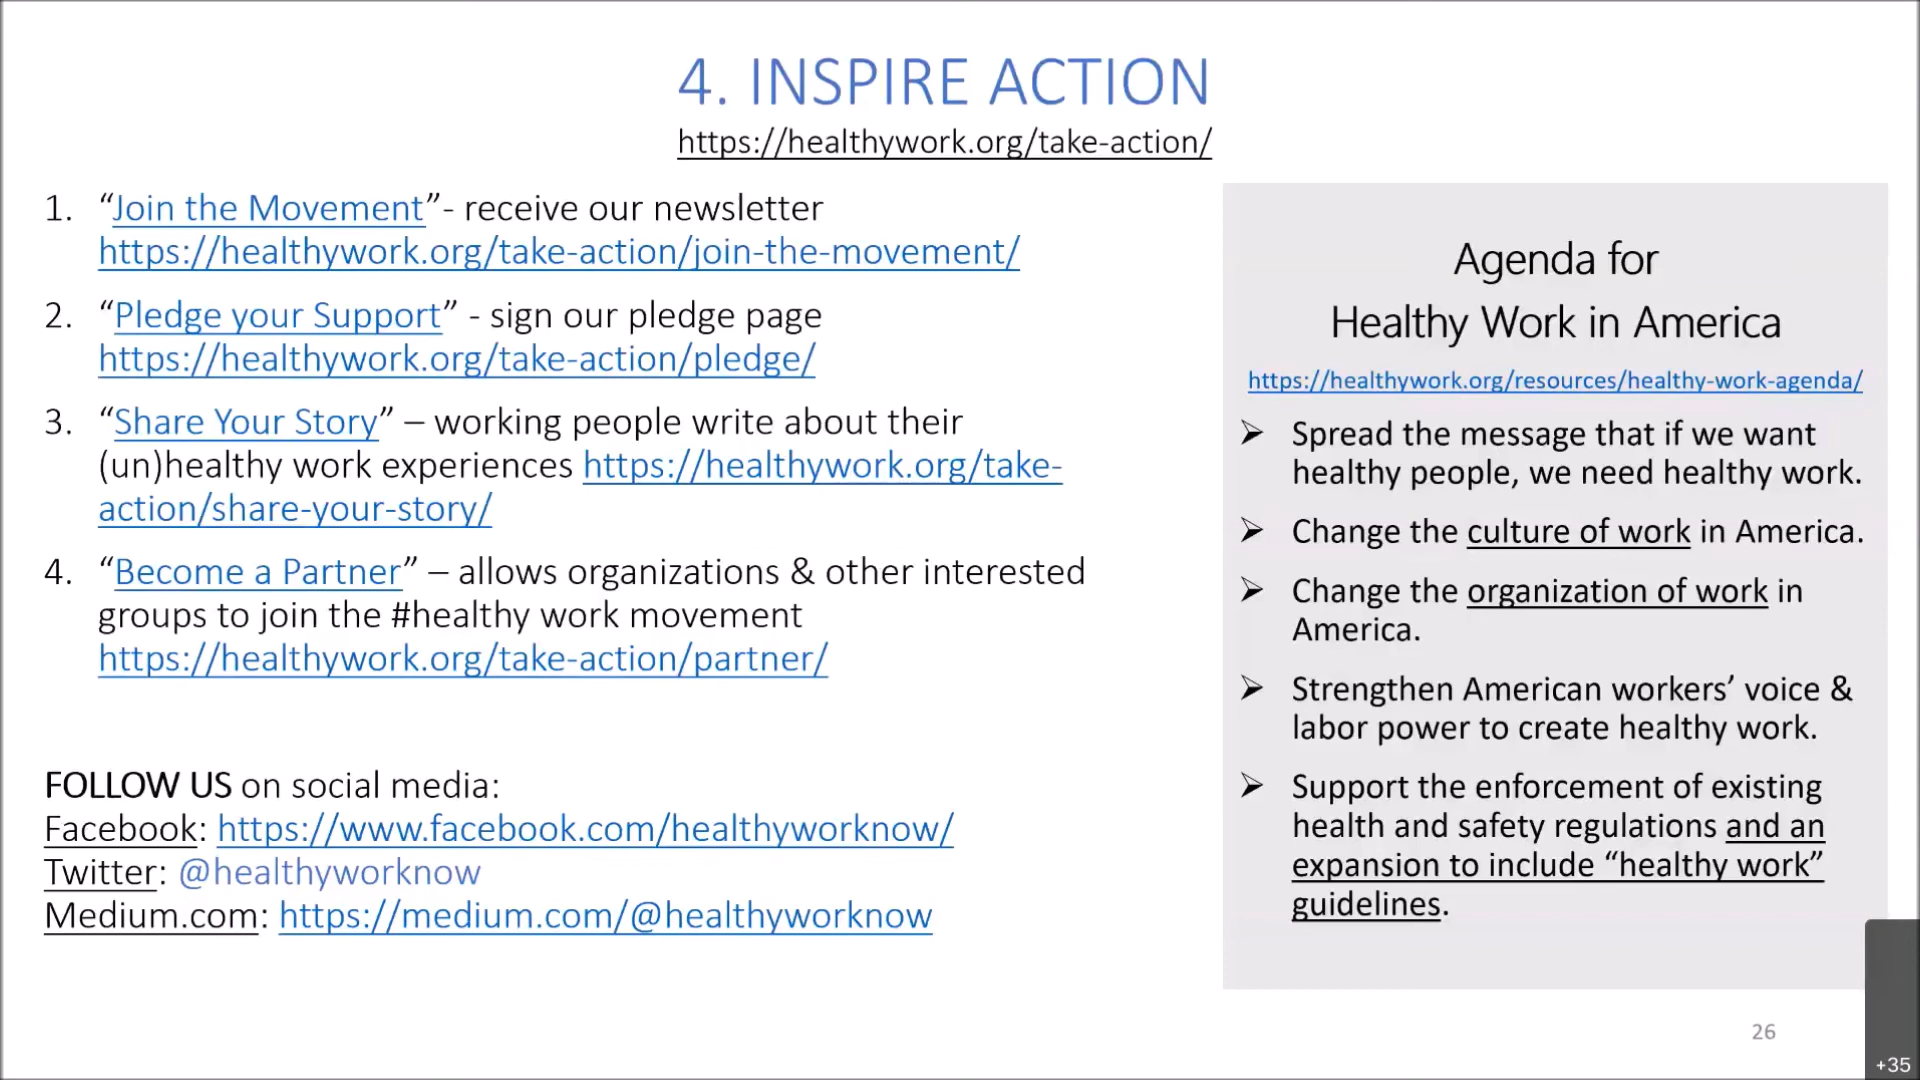 4. INSPIRE ACTION
https://healthywork.org/take-action/
1. “Join the Movement”- receive our newsletter
https://healthywork.org/take-action/join-the-movement/
2. “Pledge your Support” - sign our pledge page
https://healthywork.org/take-action/pledge/
3. “Share Your Story” – working people write about their
(un)healthy work experiences https://healthywork.org/take-
action/share-your-story/
4. “Become a Partner” – allows organizations & other interested
groups to join the #healthy work movement
https://healthywork.org/take-action/partner/
FOLLOW US on social media:
Facebook: https://www.facebook.com/healthyworknow/
Twitter: @healthyworknow
Medium.com: https://medium.com/@healthyworknow
Agenda for
Healthy Work in America
https://healthywork.org/resources/healthy-work-agenda/
➢ Spread the message that if we want
healthy people, we need healthy work.
➢ Change the culture of work in America.
➢ Change the organization of work in
America.
➢ Strengthen American workers’ voice &
labor power to create healthy work.
➢ Support the enforcement of existing
health and safety regulations and an
expansion to include “healthy work”
guidelines.
26
+35